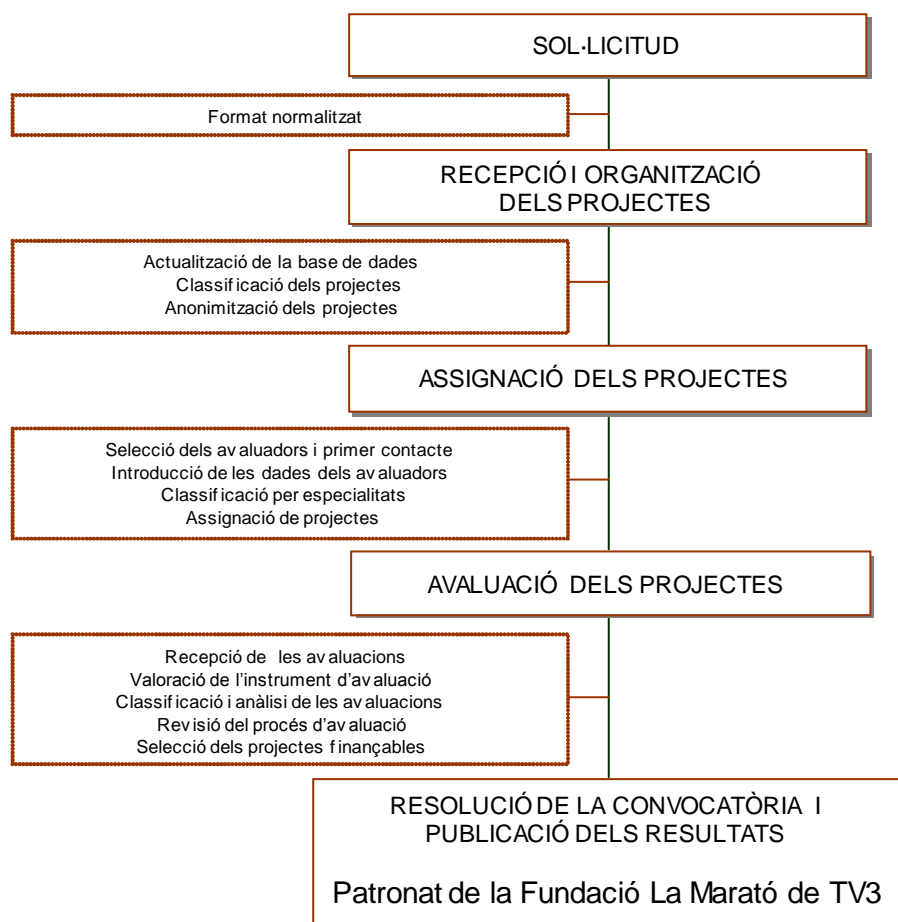 SOL·LICITUD
Format normalitzat
RECEPCIÓ I ORGANITZACIÓ
DELS PROJECTES
Actualització de la base de dades
Classificació dels projectes
Anonimització dels projectes
ASSIGNACIÓ DELS PROJECTES
Selecció dels avaluadors i primer contacte
Introducció de les dades dels avaluadors
Classificació per especialitats
Assignació de projectes
AVALUACIÓ DELS PROJECTES
Recepció de les avaluacions
Valoració de l'instrument d'avaluació
Classificació i anàlisi de les avaluacions
Revisió del procés d'avaluació
Selecció dels projectes finançables
RESOLUCIÓ DE LA CONVOCATÒRIA I
PUBLICACIÓ DELS RESULTATS
Patronat de la Fundació La Marató de TV3